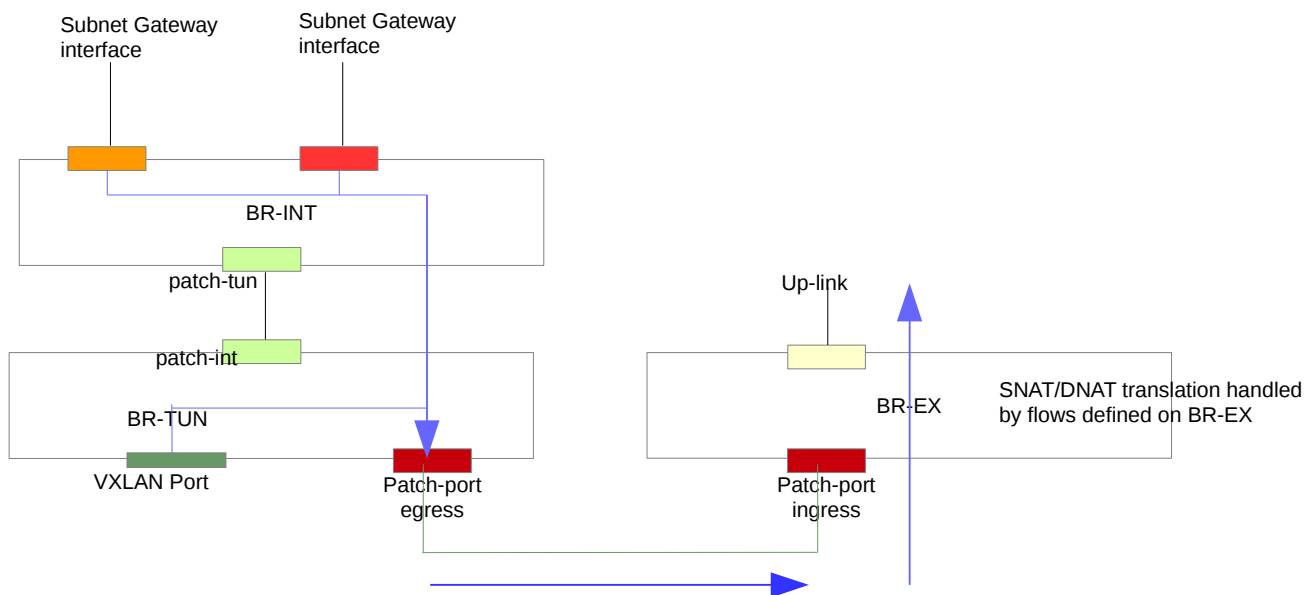 Subnet Gateway
interface
Subnet Gateway
interface
BR-INT
patch-tun
patch-int
BR-TUN
VXLAN Port
Patch-port
egress
Up-link
BR-EX
SNAT/DNAT translation handled
by flows defined on BR-EX
Patch-port
ingress